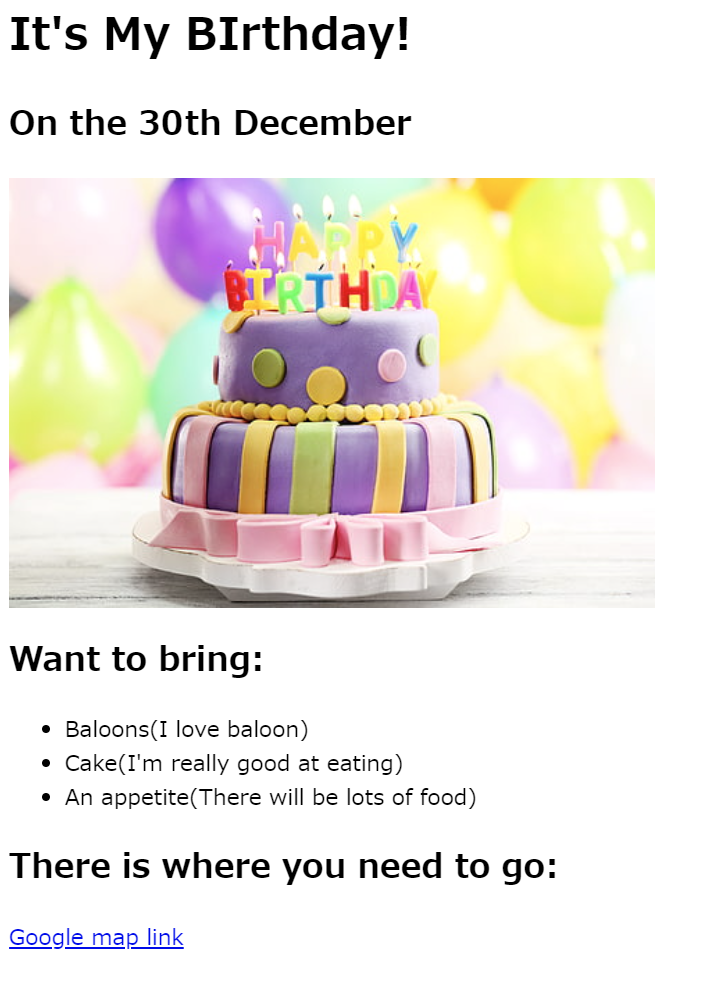 It's My BIrthday!
On the 30th December
HAPPY
BIRTHDAY
Want to bring:
Baloons(I love baloon)
Cake(I'm really good at eating)
An appetite(There will be lots of food)
There is where you need to go:
Google map link